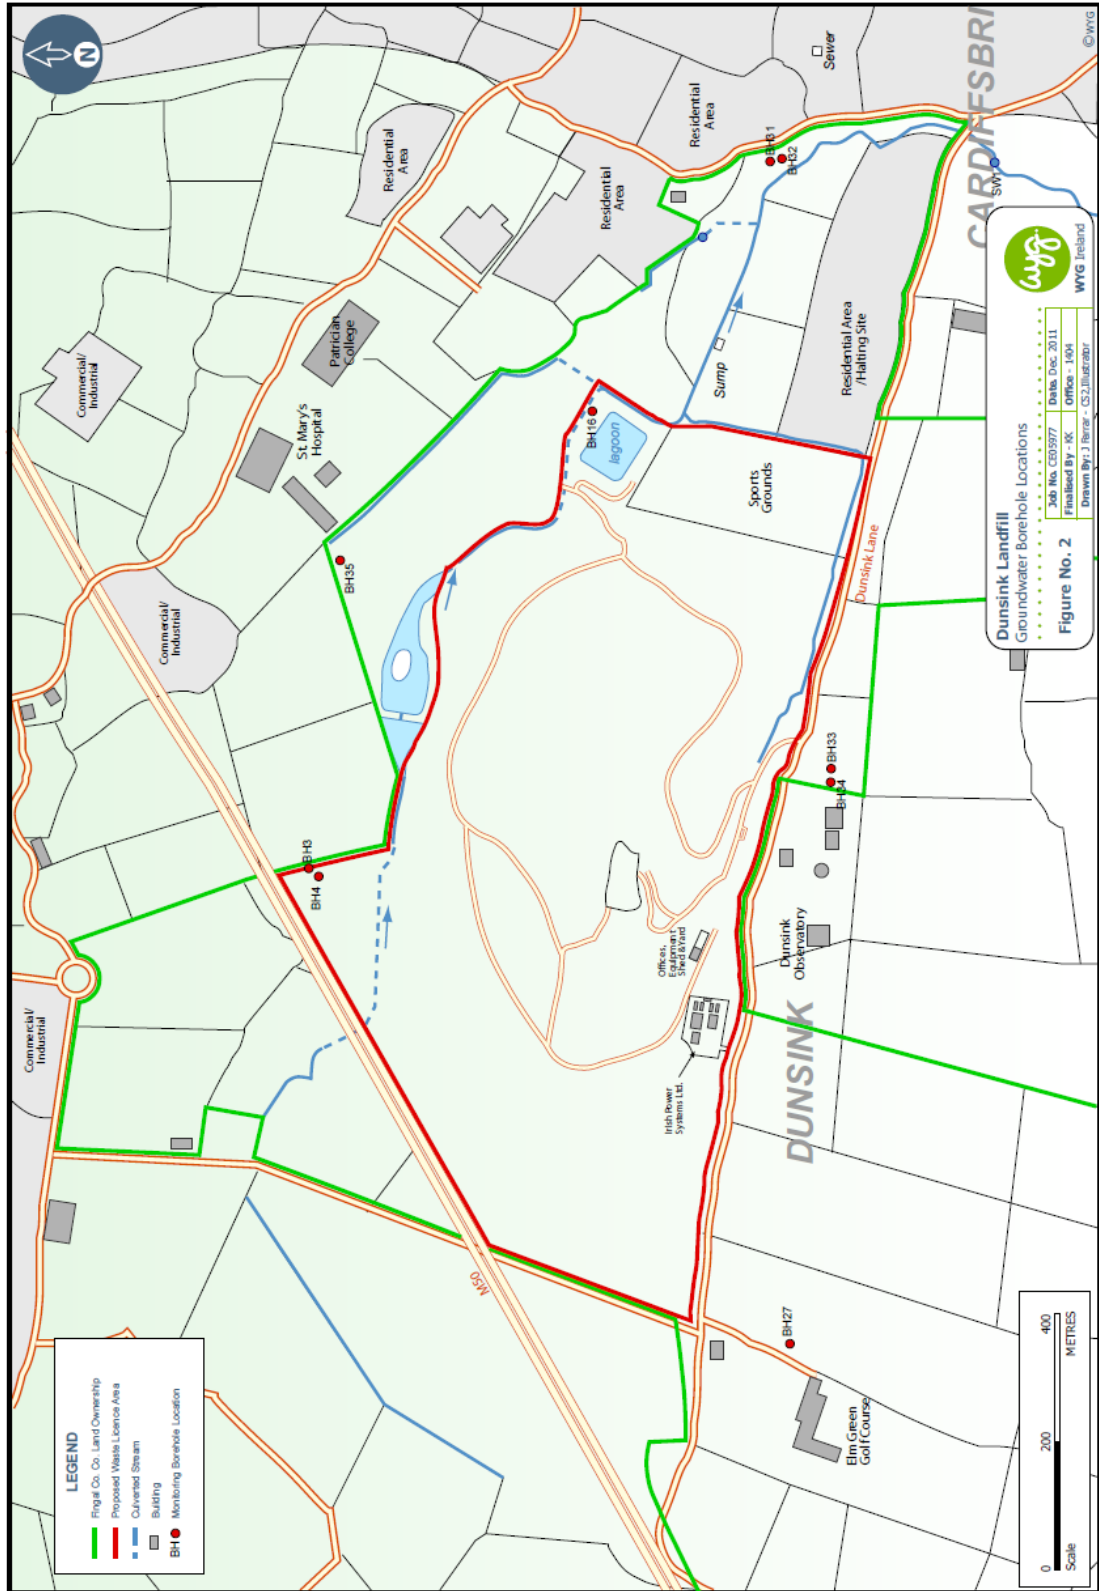 LEGEND
Fingal Co. Co. Land Ownership
Proposed Waste Licence Area
Culverted Stream
Building
BH Monitoring Borehole Location
N
Commercial/
Industrial
Commercial/
Industrial
Commercial/
Industrial
St Mary's
Hospital
Patrician
College
Residential
Area
Residential
Area
Residential
Area
Sewer
M50
BH3
BH4
BH35
BH16
lagoon
BH31
BH32
Sump
Sports
Grounds
Residential Area
/Halting Site
Offices,
Equipment
Shed & Yard
Irish Power
Systems Ltd.
Dunsink Lane
BH33
BH34
Dunsink
Observatory
DUNSINK
BH27
Elm Green
Golf Course
CARDIFFSBRI
SW1
Scale
0 200 400
METRES
Dunsink Landfill
Groundwater Borehole Locations
Figure No. 2
Job No. CE05977
Date. Dec 2011
Finalised By - KK
Office - 1404
Drawn By: J Farrar - CS2, Illustrator
wyg.
WYG Ireland
©WYG